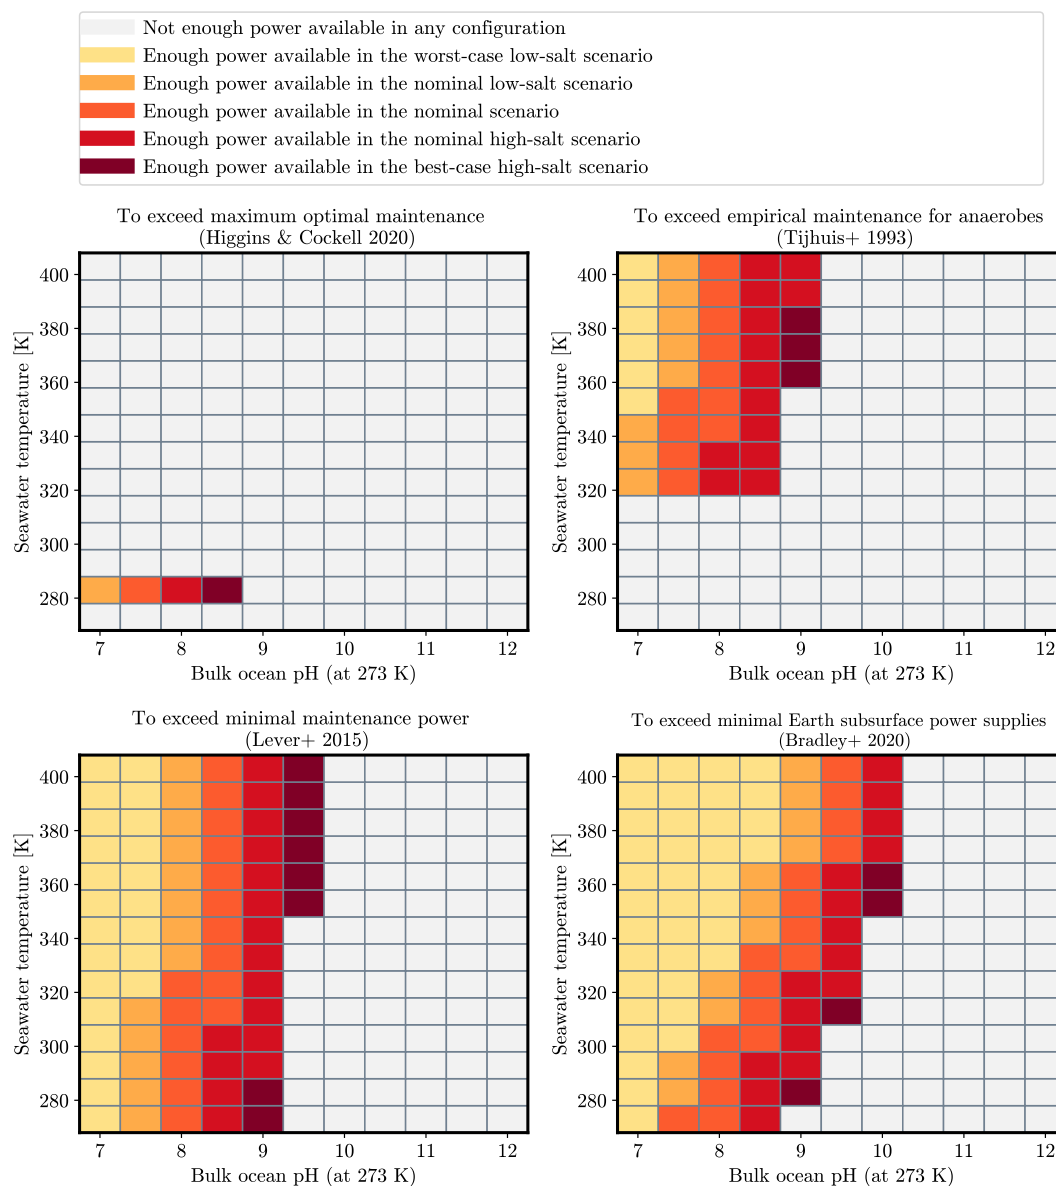 Not enough power available in any configuration
Enough power available in the worst-case low-salt scenario
Enough power available in the nominal low-salt scenario
Enough power available in the nominal scenario
Enough power available in the nominal high-salt scenario
Enough power available in the best-case high-salt scenario
To exceed maximum optimal maintenance
(Higgins & Cockell 2020)
400
380
360
340
320
300
280
Seawater temperature [K]
7 8 9 10 11 12
Bulk ocean pH (at 273 K)
To exceed empirical maintenance for anaerobes
(Tijhuis+ 1993)
400
380
360
340
320
300
280
Seawater temperature [K]
7 8 9 10 11 12
Bulk ocean pH (at 273 K)
To exceed minimal maintenance power
(Lever+ 2015)
400
380
360
340
320
300
280
Seawater temperature [K]
7 8 9 10 11 12
Bulk ocean pH (at 273 K)
To exceed minimal Earth subsurface power supplies
(Bradley+ 2020)
400
380
360
340
320
300
280
Seawater temperature [K]
7 8 9 10 11 12
Bulk ocean pH (at 273 K)